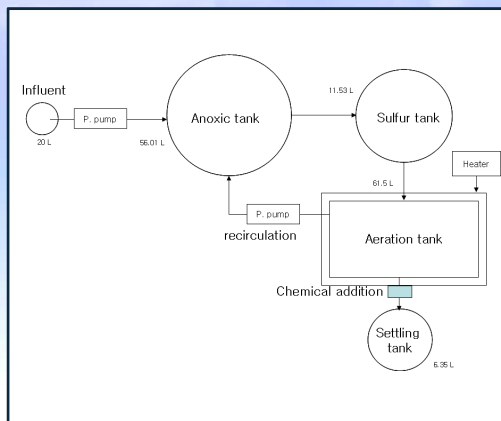 Influent
P. pump
20 L
Anoxic tank
56.01 L
11.53 L
Sulfur tank
Heater
61.5 L
P. pump
recirculation
Aeration tank
Chemical addition
Settling
tank
6.35 L